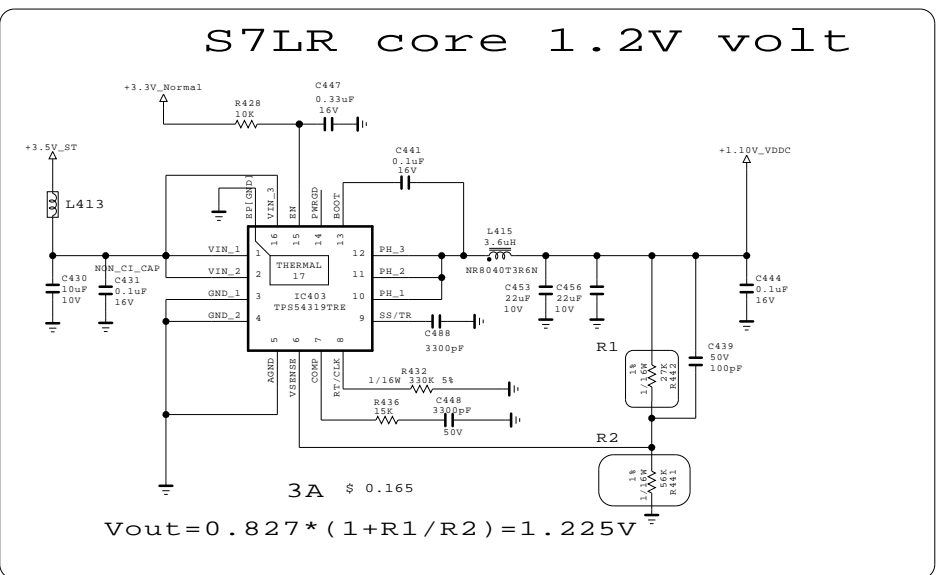 S7LR core 1.2V volt
+3.3V_Normal
C447
0.33uF
16V
R428
10K
+3.5V_ST
C441
0.1uF
16V
+1.10V_VDDC
L413
EP[GND]
VIN_3
EN
PWRGD
BOOT
16
15
14
13
L415
3.6uH
NR8040T3R6N
VIN_1
1
12
PH_3
THERMAL
17
VIN_2
2
11
PH_2
GND_1
3
10
PH_1
IC403
TPS54319TRE
GND_2
4
9
SS/TR
5
6
7
8
AGND
VSENSE
COMP
RT/CLK
NON_CI_CAP
C430
10uF
10V
C431
0.1uF
16V
C453
22uF
10V
C456
22uF
10V
C444
0.1uF
16V
C488
3300pF
R1
1%
1/16W
27K
R442
C439
50V
100pF
R432
1/16W 330K 5%
R436
15K
C448
3300pF
50V
R2
1%
1/16W
56K
R441
3A $ 0.165
Vout=0.827*(1+R1/R2)=1.225V